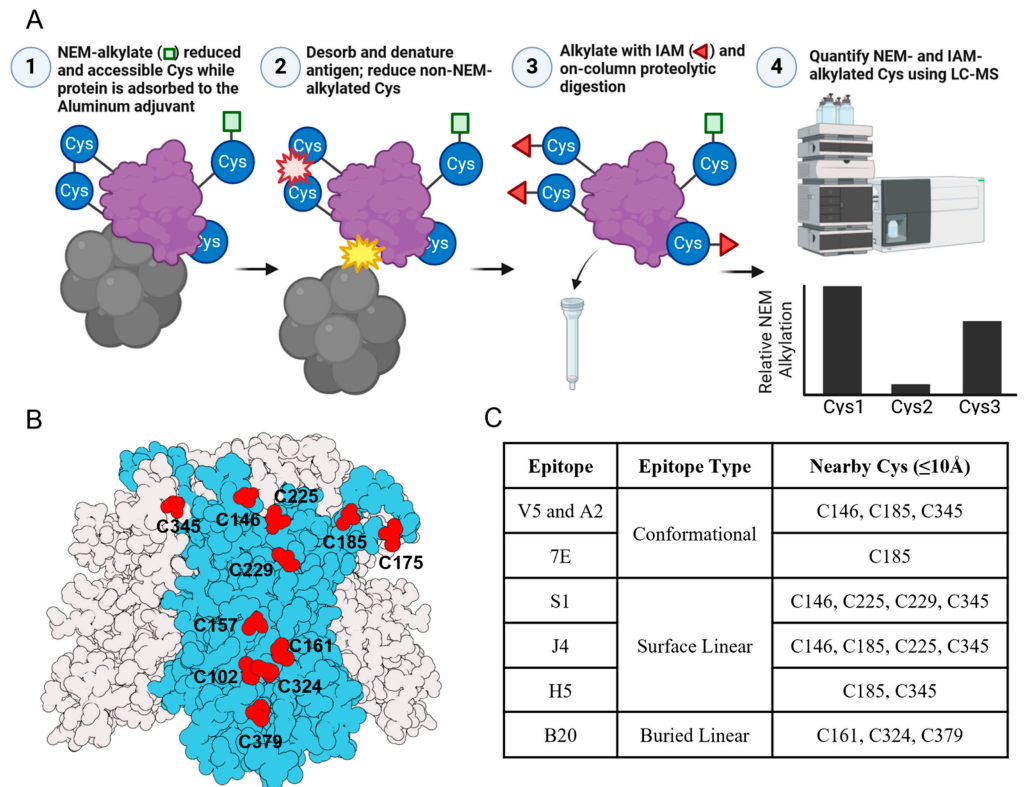 A
1
NEM-alkylate ( ) reduced
and accessible Cys while
protein is adsorbed to the
Aluminum adjuvant
2
Desorb and denature
antigen; reduce non-NEM-
alkylated Cys
3
Alkylate with IAM ( ) and
on-column proteolytic
digestion
4
Quantify NEM- and IAM-
alkylated Cys using LC-MS
Cys
Cys
Cys
Cys
Cys
Cys
Cys
Cys
Cys
Cys
Cys
Cys
Relative NEM
Alkylation
Cys1 Cys2 Cys3
B
C225
C345
C146
C185
C175
C229
C157
C161
C102
C324
C379
C
Epitope Epitope Type Nearby Cys (≤10Å)
V5 and A2 Conformational C146, C185, C345
7E C185
S1 Surface Linear C146, C225, C229, C345
J4 C146, C185, C225, C345
H5 C185, C345
B20 Buried Linear C161, C324, C379